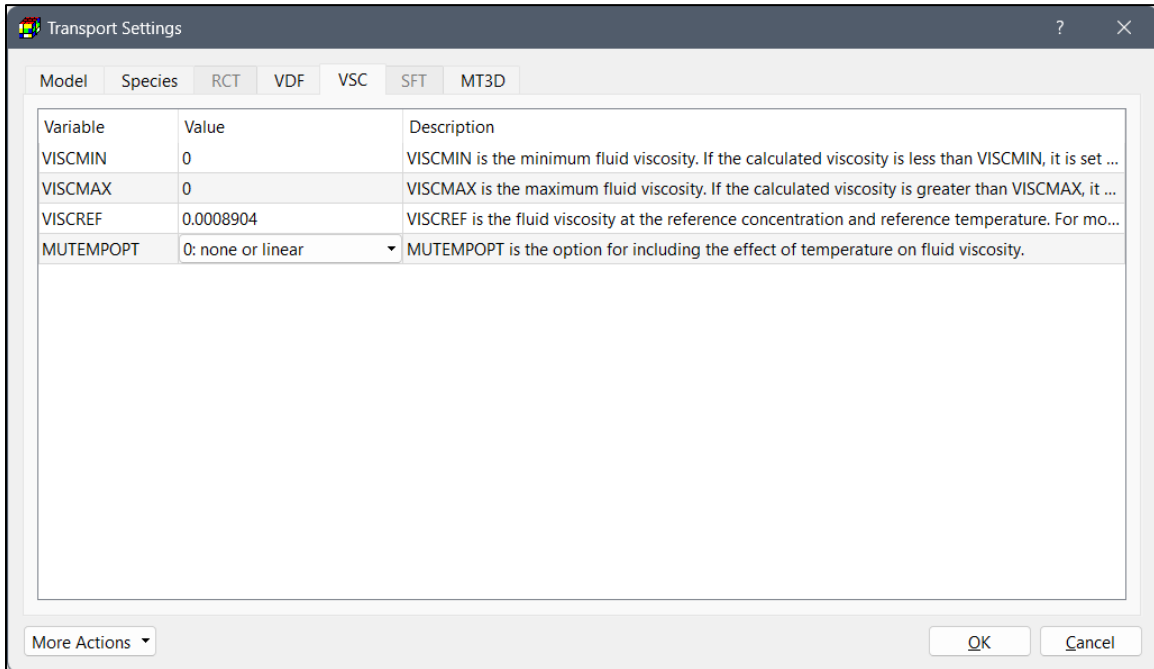 Transport Settings
? ×
Model Species RCT VDF VSC SFT MT3D
Variable Value Description
VISCMIN 0 VISCMIN is the minimum fluid viscosity. If the calculated viscosity is less than VISCMIN, it is set ...
VISCMAX 0 VISCMAX is the maximum fluid viscosity. If the calculated viscosity is greater than VISCMAX, it ...
VISCREF 0.0008904 VISCREF is the fluid viscosity at the reference concentration and reference temperature. For mo...
MUTEMPOPT 0: none or linear MUTEMPOPT is the option for including the effect of temperature on fluid viscosity.
More Actions OK Cancel